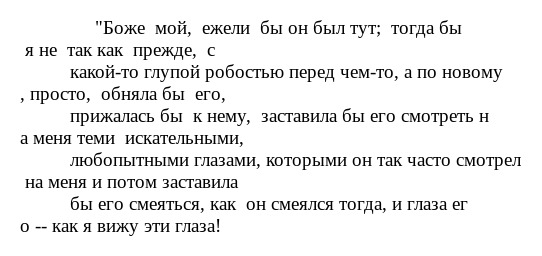 "Боже мой, ежели бы он был тут; тогда бы
я не так как прежде, с
какой-то глупой робостью перед чем-то, а по новому
, просто, обняла бы его,
прижалась бы к нему, заставила бы его смотреть н
а меня теми искательными,
любопытными глазами, которыми он так часто смотрел
на меня и потом заставила
бы его смеяться, как он смеялся тогда, и глаза ег
о -- как я вижу эти глаза!